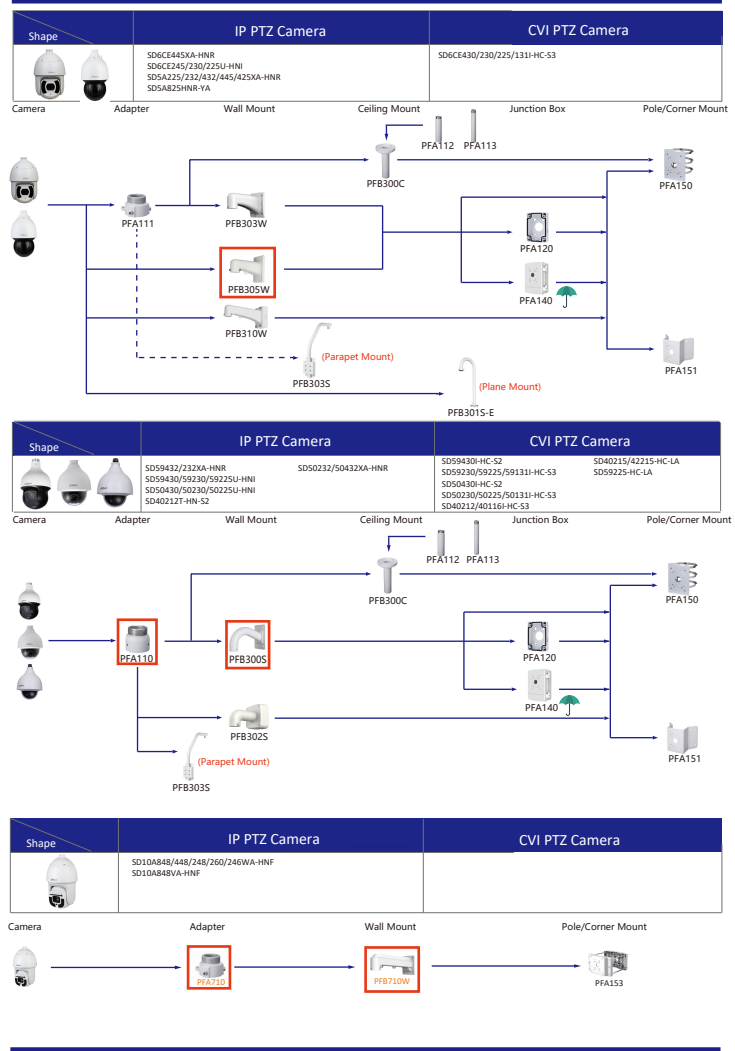 Shape
IP PTZ Camera
CVI PTZ Camera
SD6CE445XA-HNR
SD6CE245/230/225U-HNI
SD5A225/232/432/445/425XA-HNR
SD5A825HNR-YA
SD6CE430/230/225/131I-HC-S3
Camera Adapter Wall Mount Ceiling Mount Junction Box Pole/Corner Mount
PFA112 PFA113
PFB300C
PFA150
PFA111
PFB303W
PFA120
PFB305W
PFA140
PFB310W
(Parapet Mount)
PFB303S
PFA151
(Plane Mount)
PFB301S-E
Shape
IP PTZ Camera
CVI PTZ Camera
SD59432/232XA-HNR SD50232/50432XA-HNR
SD59430/59230/59225U-HNI
SD50430/50230/50225U-HNI
SD40212T-HN-S2
SD59430I-HC-S2 SD40215/42215-HC-LA
SD59230/59225/59131I-HC-S3 SD59225-HC-LA
SD50430I-HC-S2
SD50230/50225/50131I-HC-S3
SD40212/40116I-HC-S3
Camera Adapter Wall Mount Ceiling Mount Junction Box Pole/Corner Mount
PFA112 PFA113
PFB300C
PFA150
PFA110
PFB300S
PFA120
PFA140
PFB302S
(Parapet Mount)
PFA151
PFB303S
Shape
IP PTZ Camera
CVI PTZ Camera
SD10A848/448/248/260/246WA-HNF
SD10A848VA-HNF
Camera Adapter Wall Mount Pole/Corner Mount
PFA710
PFB710W
PFA153